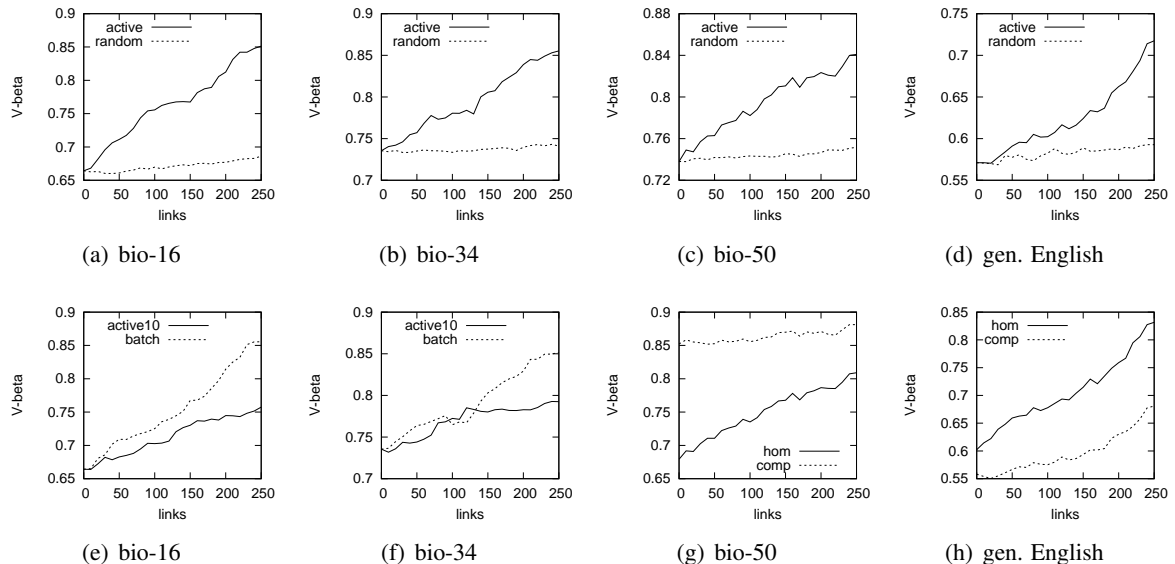 active
random
0.9
0.85
0.8
0.75
0.7
0.65
V-beta
0 50 100 150 200 250
links
(a) bio-16
active
random
0.9
0.85
0.8
0.75
0.7
V-beta
0 50 100 150 200 250
links
(b) bio-34
active
random
0.88
0.84
0.8
0.76
0.72
V-beta
0 50 100 150 200 250
links
(c) bio-50
active
random
0.75
0.7
0.65
0.6
0.55
V-beta
0 50 100 150 200 250
links
(d) gen. English
active10
batch
0.9
0.85
0.8
0.75
0.7
0.65
V-beta
0 50 100 150 200 250
links
(e) bio-16
active10
batch
0.9
0.85
0.8
0.75
0.7
V-beta
0 50 100 150 200 250
links
(f) bio-34
0.9
0.85
0.8
0.75
0.7
0.65
V-beta
hom
comp
0 50 100 150 200 250
links
(g) bio-50
hom
comp
0.85
0.8
0.75
0.7
0.65
0.6
0.55
V-beta
0 50 100 150 200 250
links
(h) gen. English